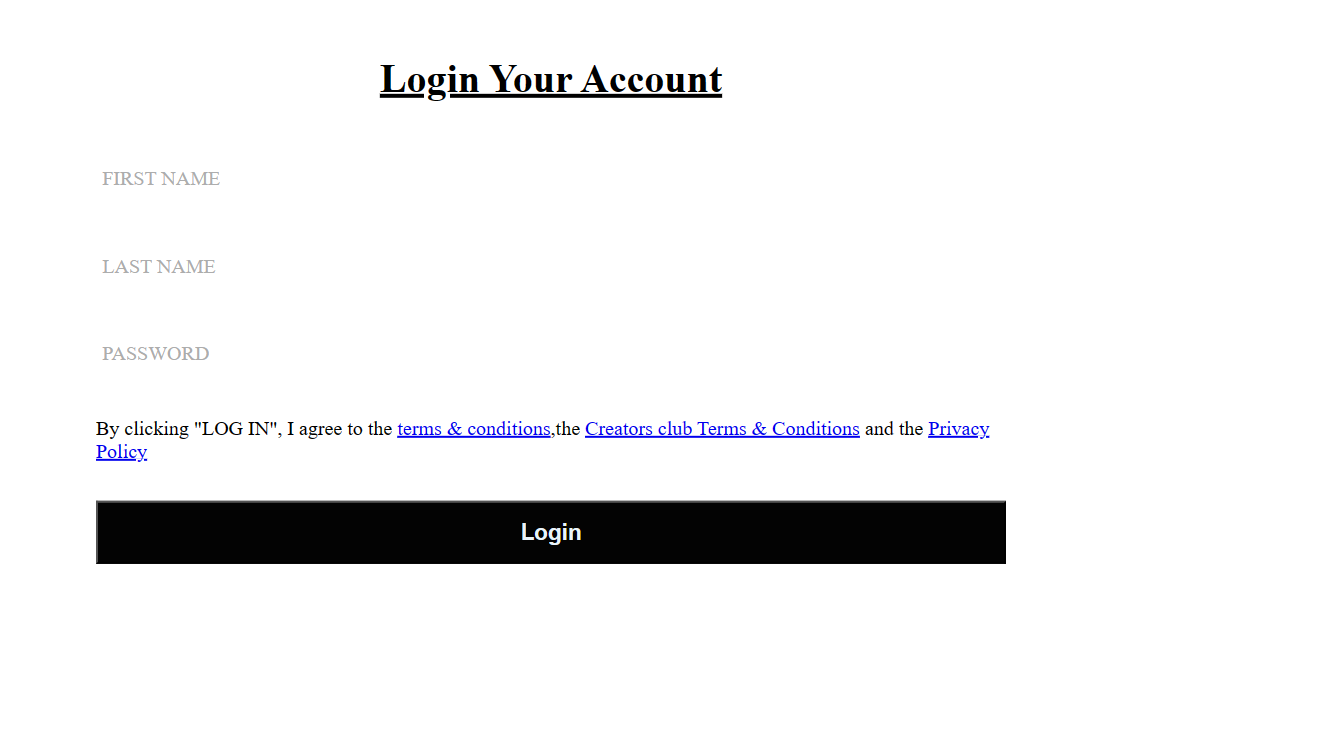 Login Your Account
FIRST NAME
LAST NAME
PASSWORD
By clicking "LOG IN", I agree to the terms & conditions,the Creators club Terms & Conditions and the Privacy
Policy
Login